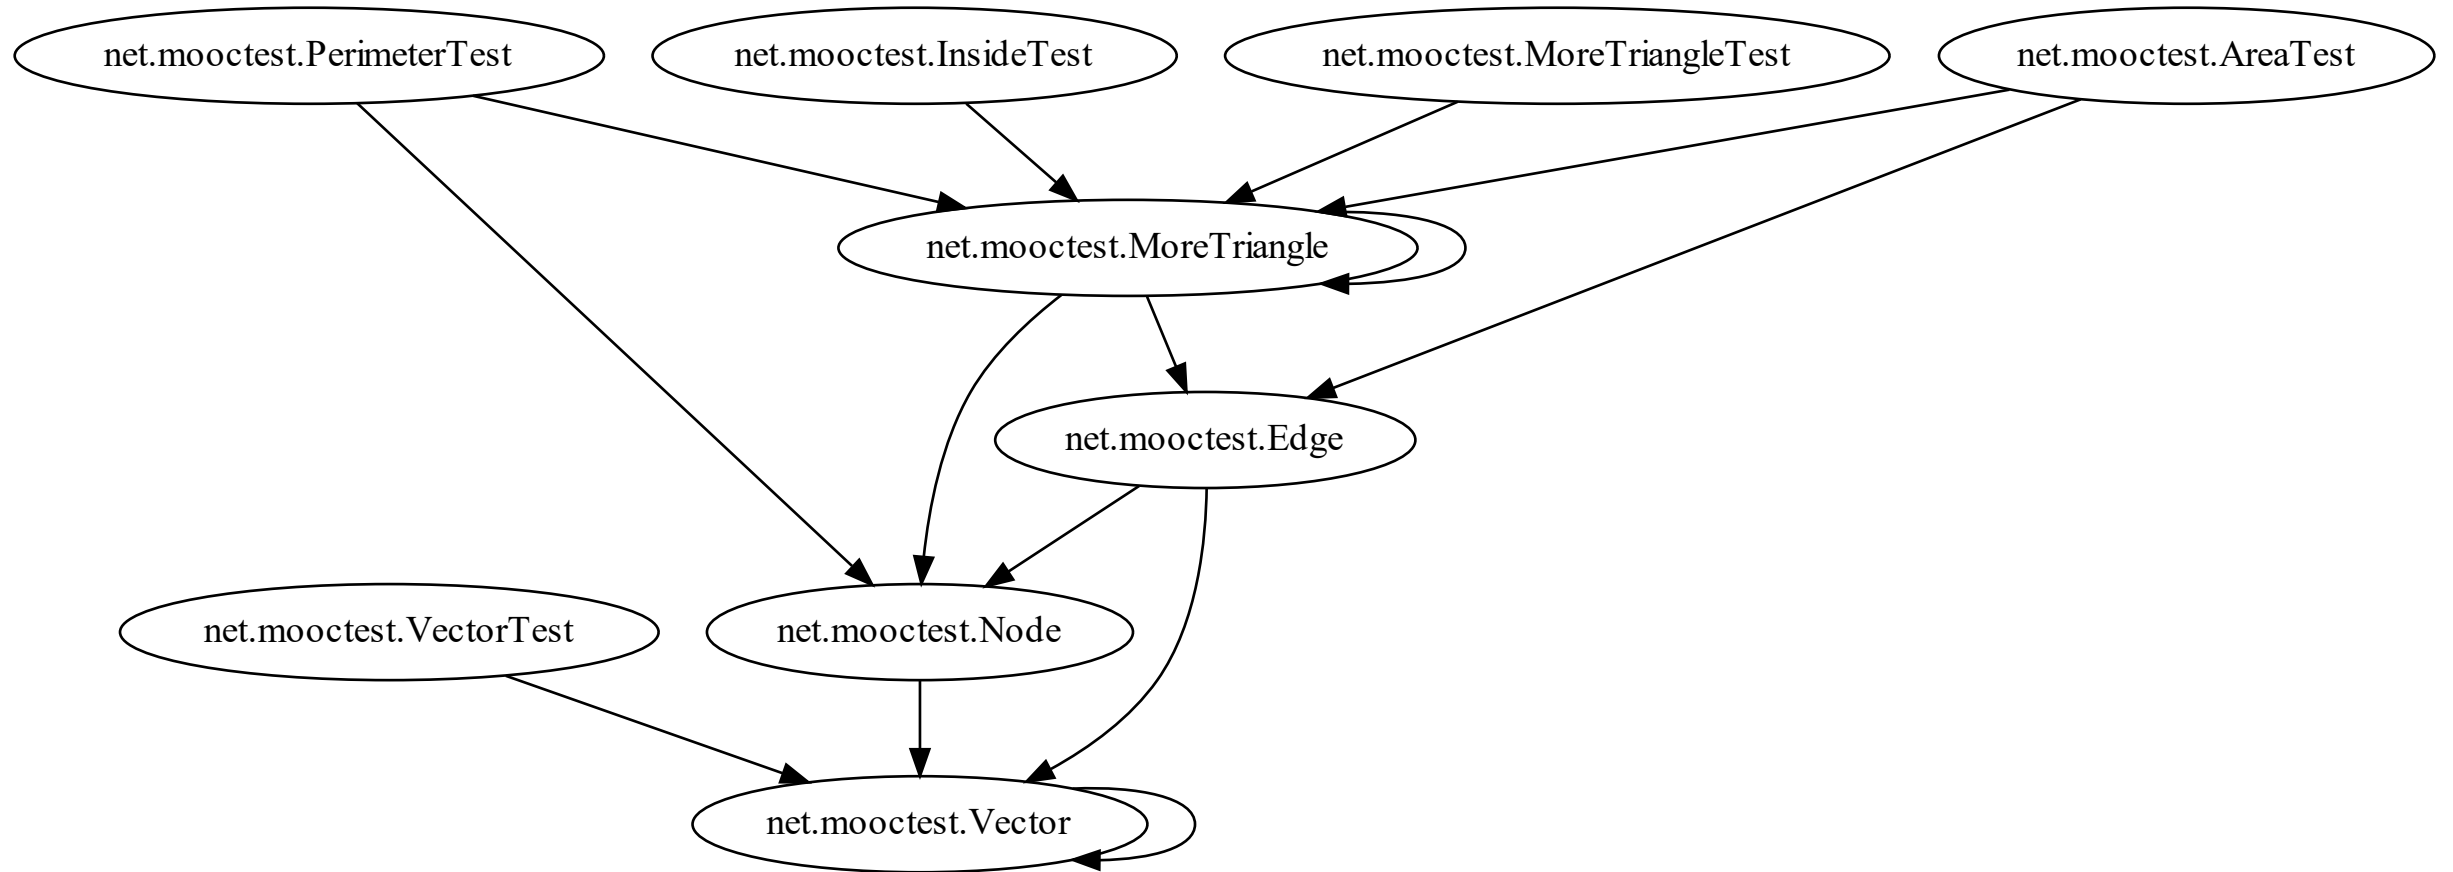 net.mooctest.PerimeterTest
net.mooctest.InsideTest
net.mooctest.MoreTriangleTest
net.mooctest.AreaTest
net.mooctest.MoreTriangle
net.mooctest.Edge
net.mooctest.VectorTest
net.mooctest.Node
net.mooctest.Vector